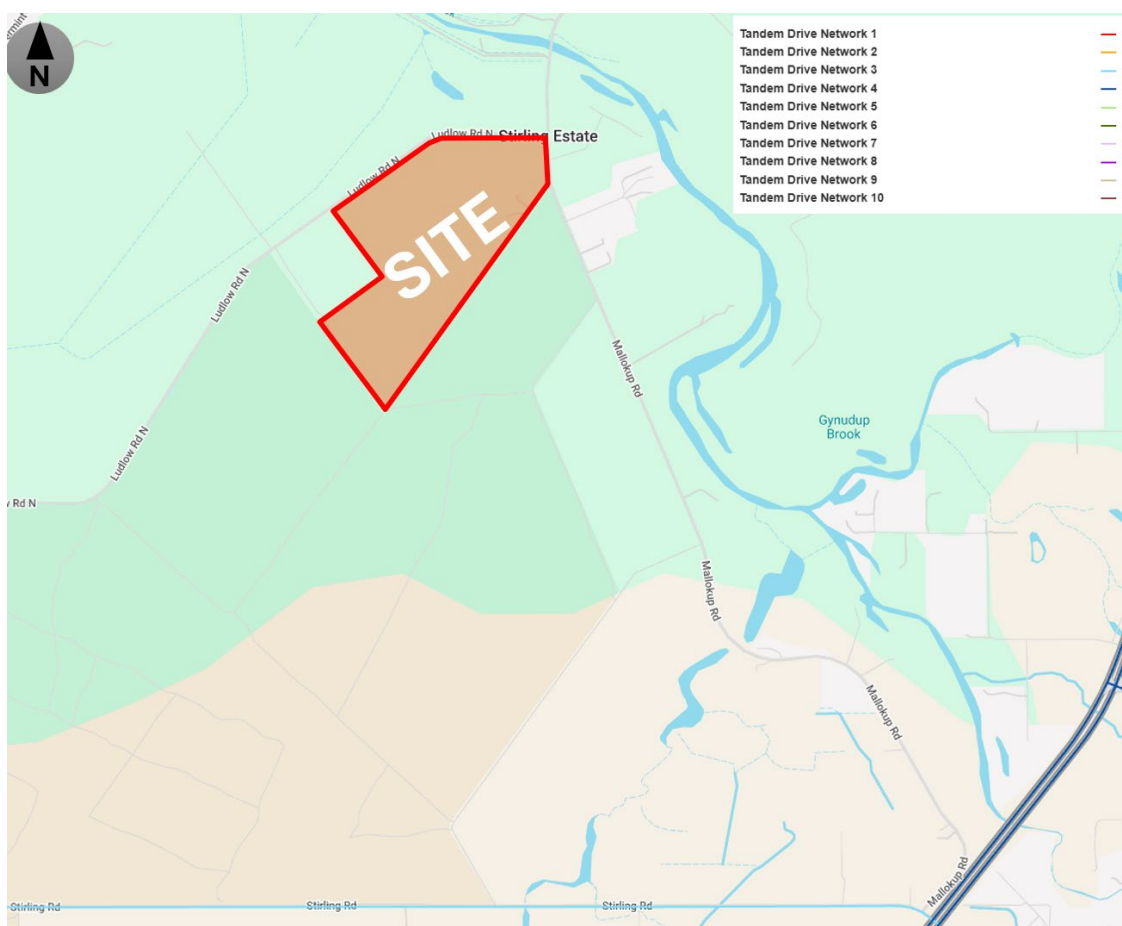 N
Tandem Drive Network 1
Tandem Drive Network 2
Tandem Drive Network 3
Tandem Drive Network 4
Tandem Drive Network 5
Tandem Drive Network 6
Tandem Drive Network 7
Tandem Drive Network 8
Tandem Drive Network 9
Tandem Drive Network 10
Ludlow Rd N
Stirling Estate
Ludlow Rd N
SITE
Ludlow Rd N
Mallokup Rd
Gynudup
Brook
Ludlow Rd N
Rd N
Mallokup Rd
Mallokup Rd
Mallokup Rd
Stirling Rd
Stirling Rd
Stirling Rd